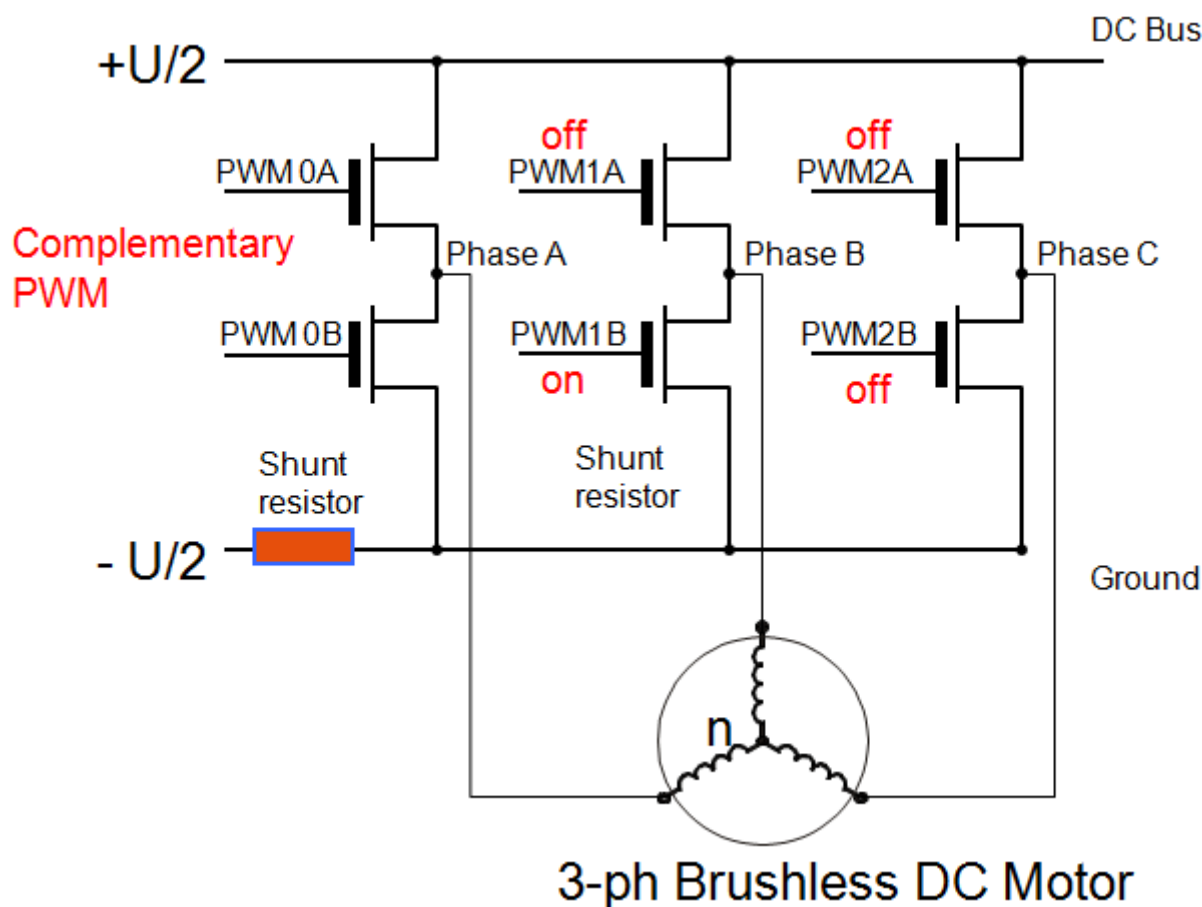 DC Bus
+U/2
off
off
PWM 0A
PWM1A
PWM2A
Complementary
PWM
Phase A
Phase B
Phase C
PWM 0B
PWM1B
PWM2B
on
off
Shunt
resistor
Shunt
resistor
- U/2
Ground
n
3-ph Brushless DC Motor